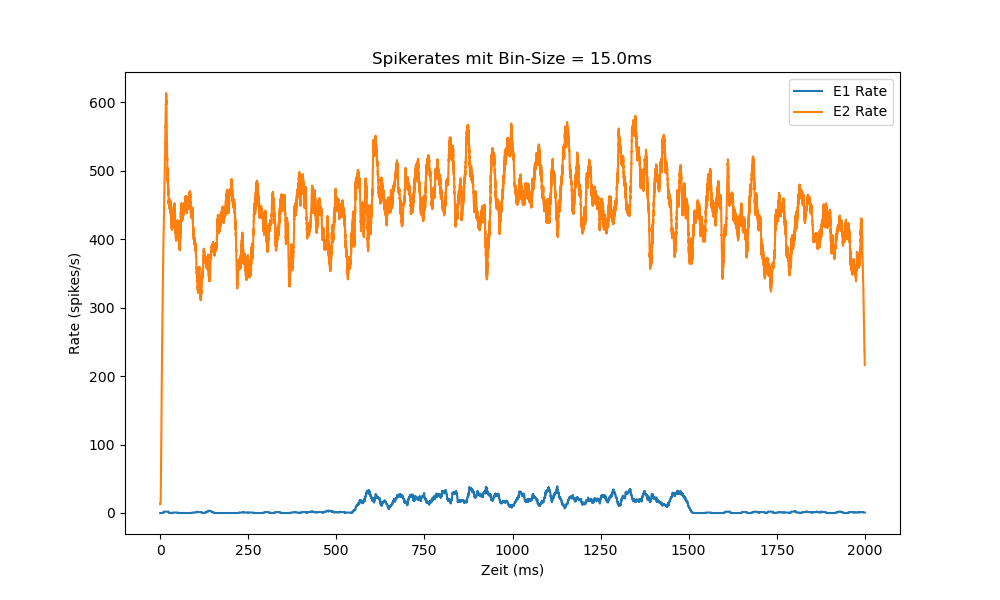 Spikerates mit Bin-Size = 15.0ms
E1 Rate
E2 Rate
Rate (spikes/s)
600
500
400
300
200
100
0
0 250 500 750 1000 1250 1500 1750 2000
Zeit (ms)